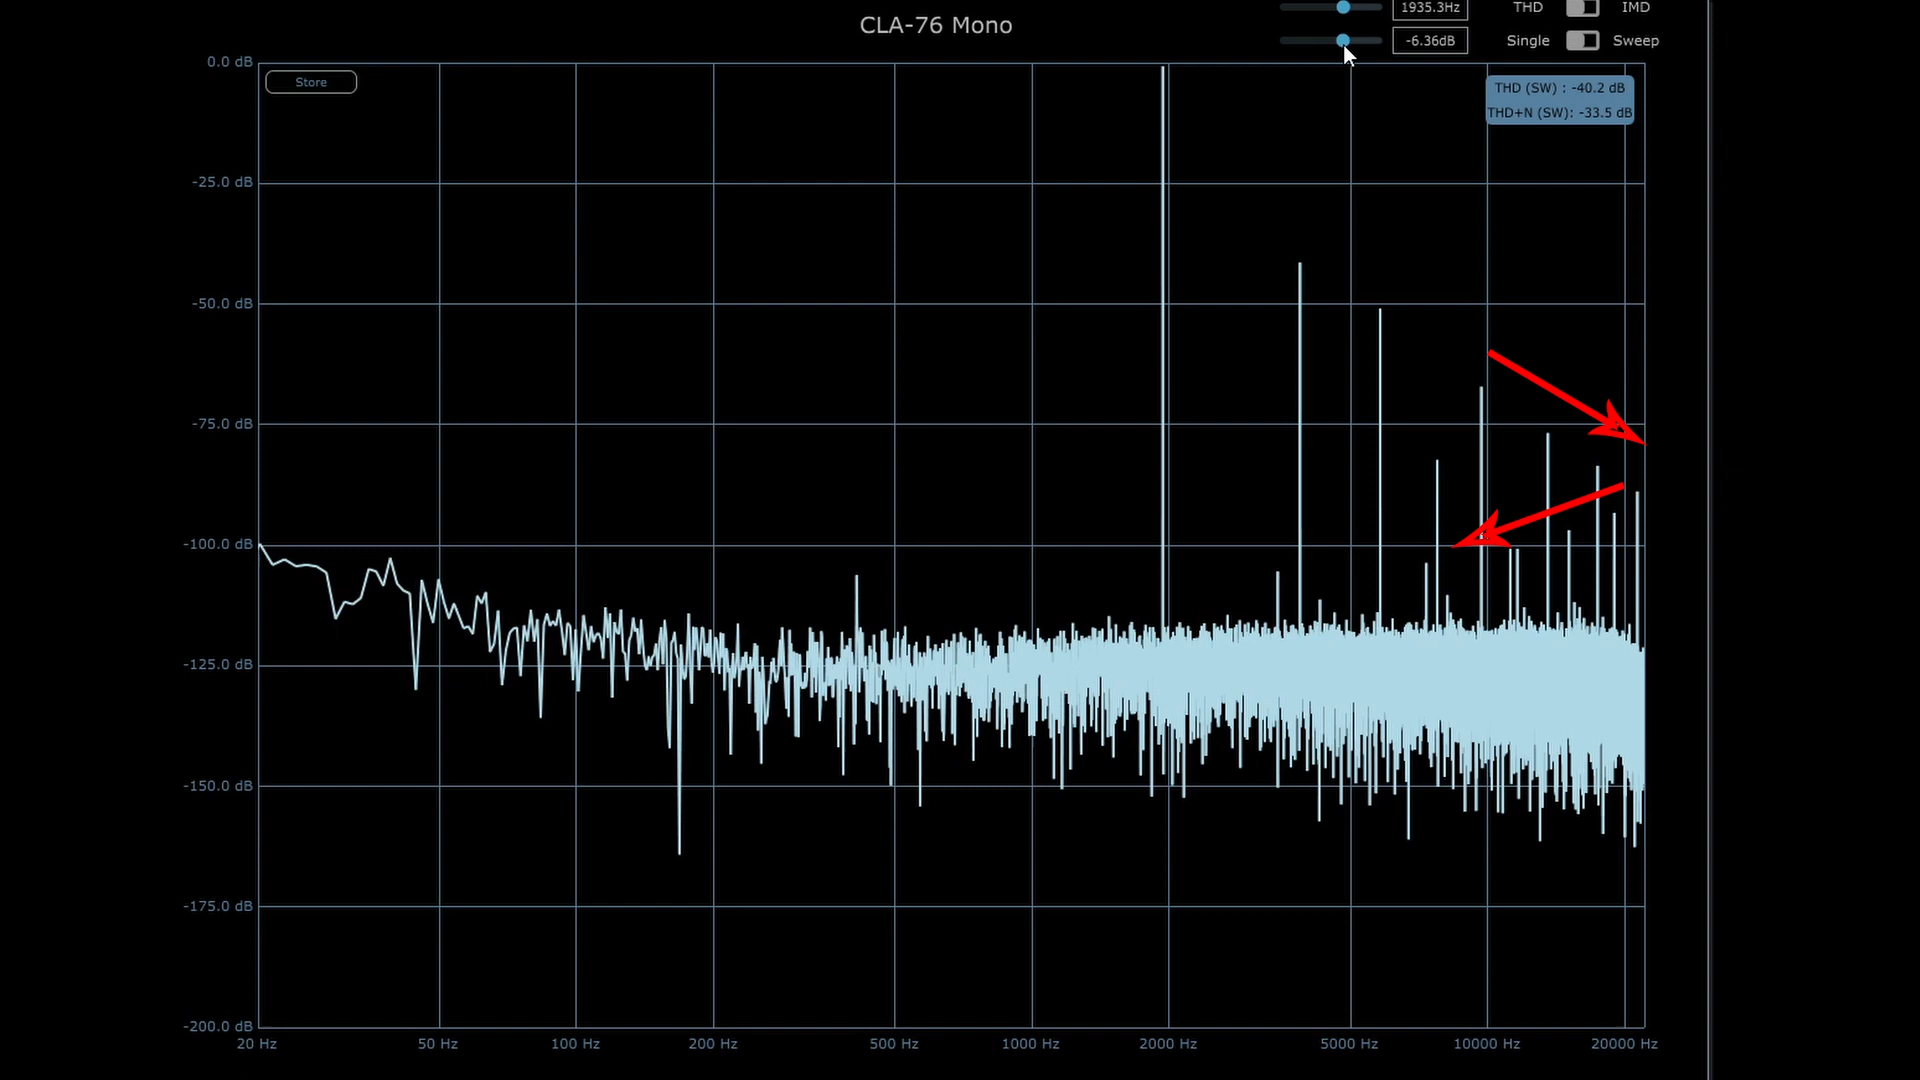 CLA-76 Mono
1935.3Hz
THD
IMD
-6.36dB
Single
Sweep
Store
THD (SW) : -40.2 dB
THD+N (SW): -33.5 dB
0.0 dB
-25.0 dB
-50.0 dB
-75.0 dB
-100.0 dB
-125.0 dB
-150.0 dB
-175.0 dB
-200.0 dB
20 Hz
50 Hz
100 Hz
200 Hz
500 Hz
1000 Hz
2000 Hz
5000 Hz
10000 Hz
20000 Hz